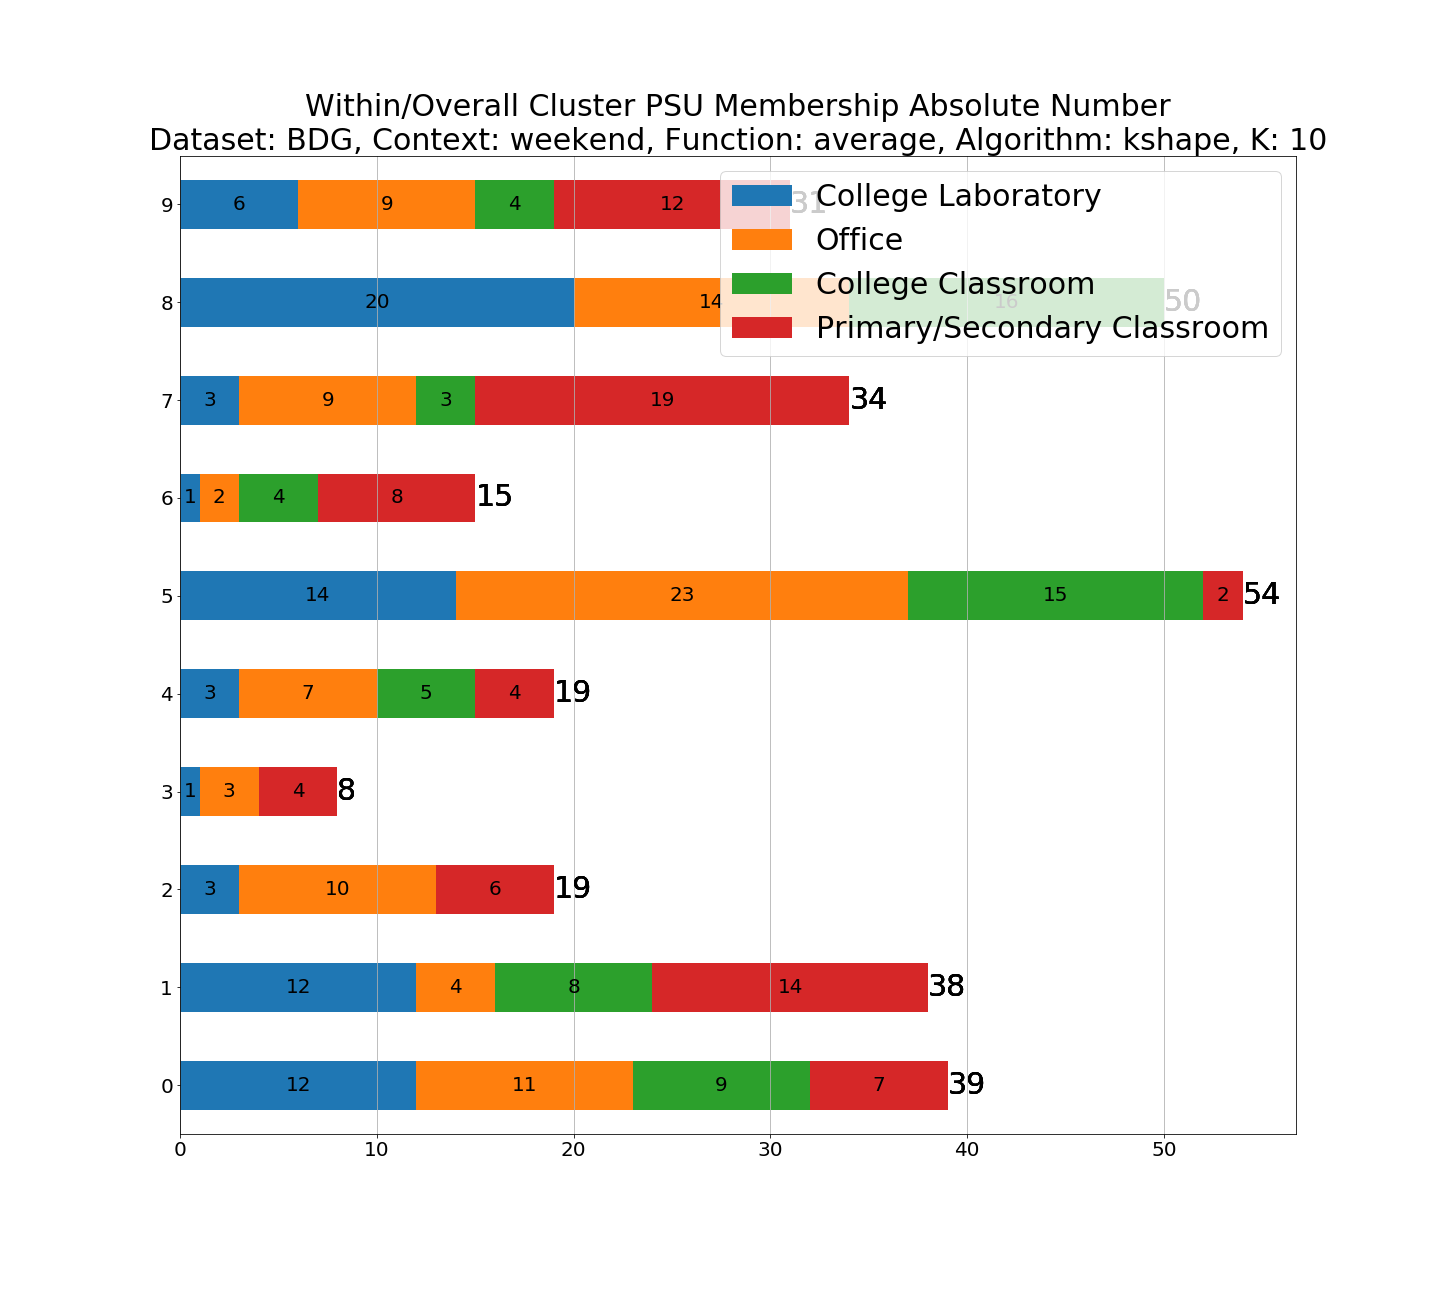 Within/Overall Cluster PSU Membership Absolute Number
Dataset: BDG, Context: weekend, Function: average, Algorithm: kshape, K: 10
College Laboratory
Office
College Classroom
Primary/Secondary Classroom
9 6 9 4 12 31
8 20 14 16 50
7 3 9 3 19 34
6 1 2 4 8 15
5 14 23 15 2 54
4 3 7 5 4 19
3 1 3 4 8
2 3 10 6 19
1 12 4 8 14 38
0 12 11 9 7 39
0 10 20 30 40 50